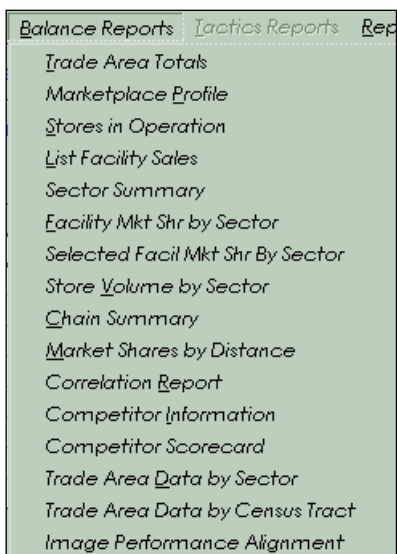 Balance Reports Tactics Reports Rep
Trade Area Totals
Marketplace Profile
Stores in Operation
List Facility Sales
Sector Summary
Facility Mkt Shr by Sector
Selected Facil Mkt Shr By Sector
Store Volume by Sector
Chain Summary
Market Shares by Distance
Correlation Report
Competitor Information
Competitor Scorecard
Trade Area Data by Sector
Trade Area Data by Census Tract
Image Performance Alignment